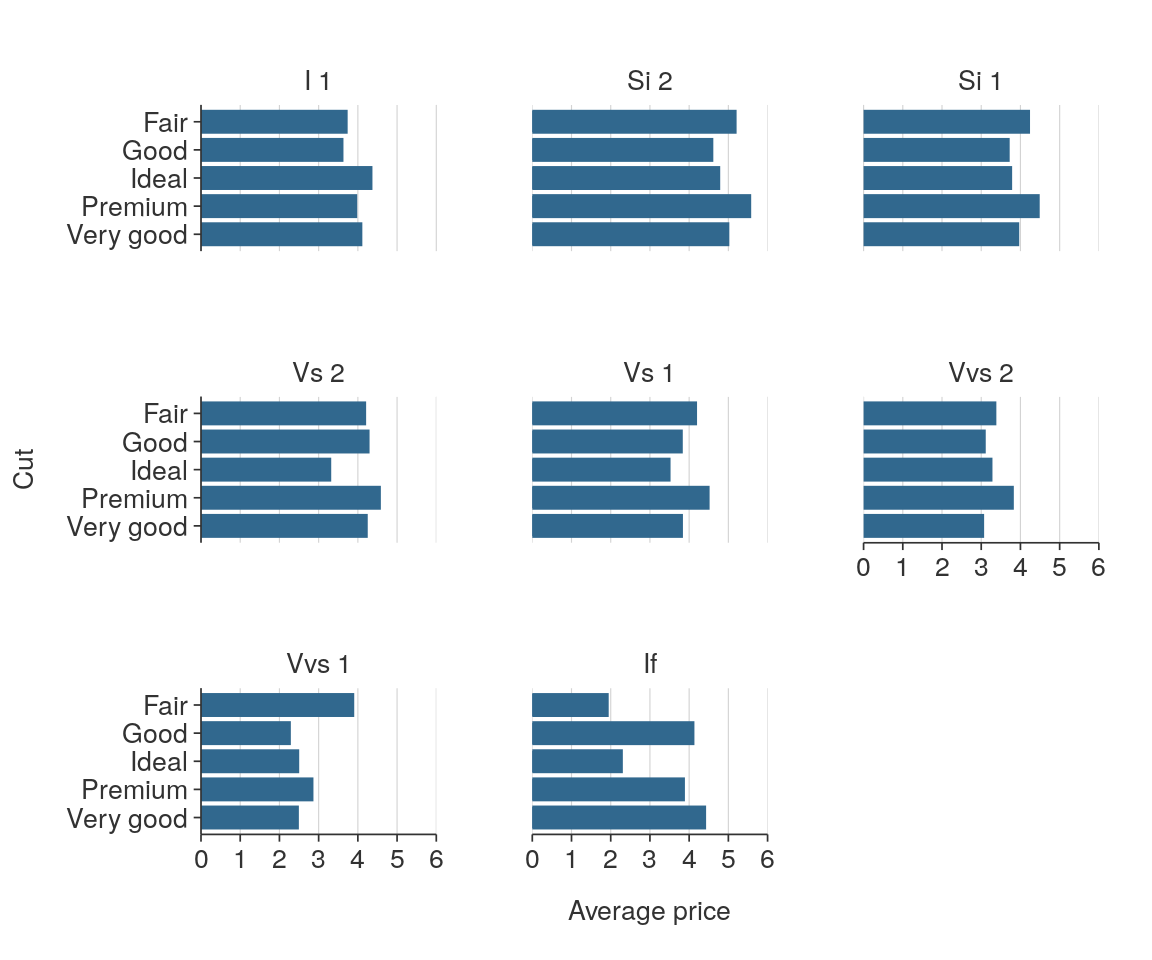 I 1
Si 2
Si 1
Fair
Good
Ideal
Premium
Very good
Vs 2
Vs 1
Vvs 2
Cut
Fair
Good
Ideal
Premium
Very good
0 1 2 3 4 5 6
Vvs 1
If
Fair
Good
Ideal
Premium
Very good
0 1 2 3 4 5 6
0 1 2 3 4 5 6
Average price